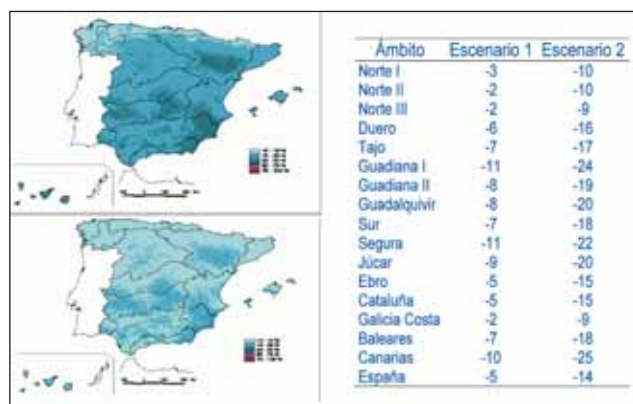 Ámbito Escenario 1 Escenario 2
Norte I -3 -10
Norte II -2 -10
Norte III -2 -9
Duero -6 -16
Tajo -7 -17
Guadiana I -11 -24
Guadiana II -8 -19
Guadalquivir -8 -20
Sur -7 -18
Segura -11 -22
Júcar -9 -20
Ebro -5 -15
Cataluña -5 -15
Galicia Costa -2 -9
Baleares -7 -18
Canarias -10 -25
España -5 -14